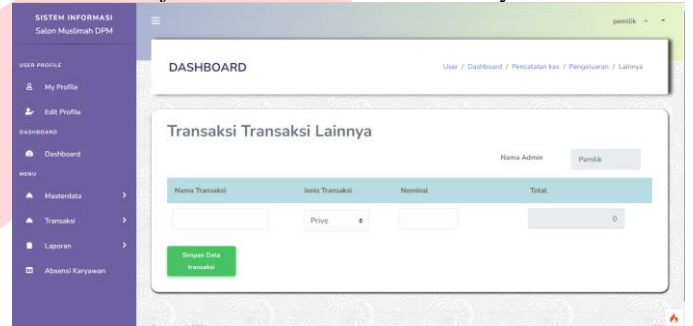 SISTEM INFORMASI
Salon Muslimah DPM
pemilik
USER PROFILE
My Profile
Edit Profile
DASHBOARD
Dashboard
MENU
Masterdata
Transaksi
Laporan
Absensi Karyawan
DASHBOARD
User / Dashboard / Pencatatan kas / Pengeluaran / Lainnya
Transaksi Transaksi Lainnya
Nama Admin
Pemilik
Nama Transaksi Jenis Transaksi Nominal Total
Prive 0
Simpan Data
transaksi